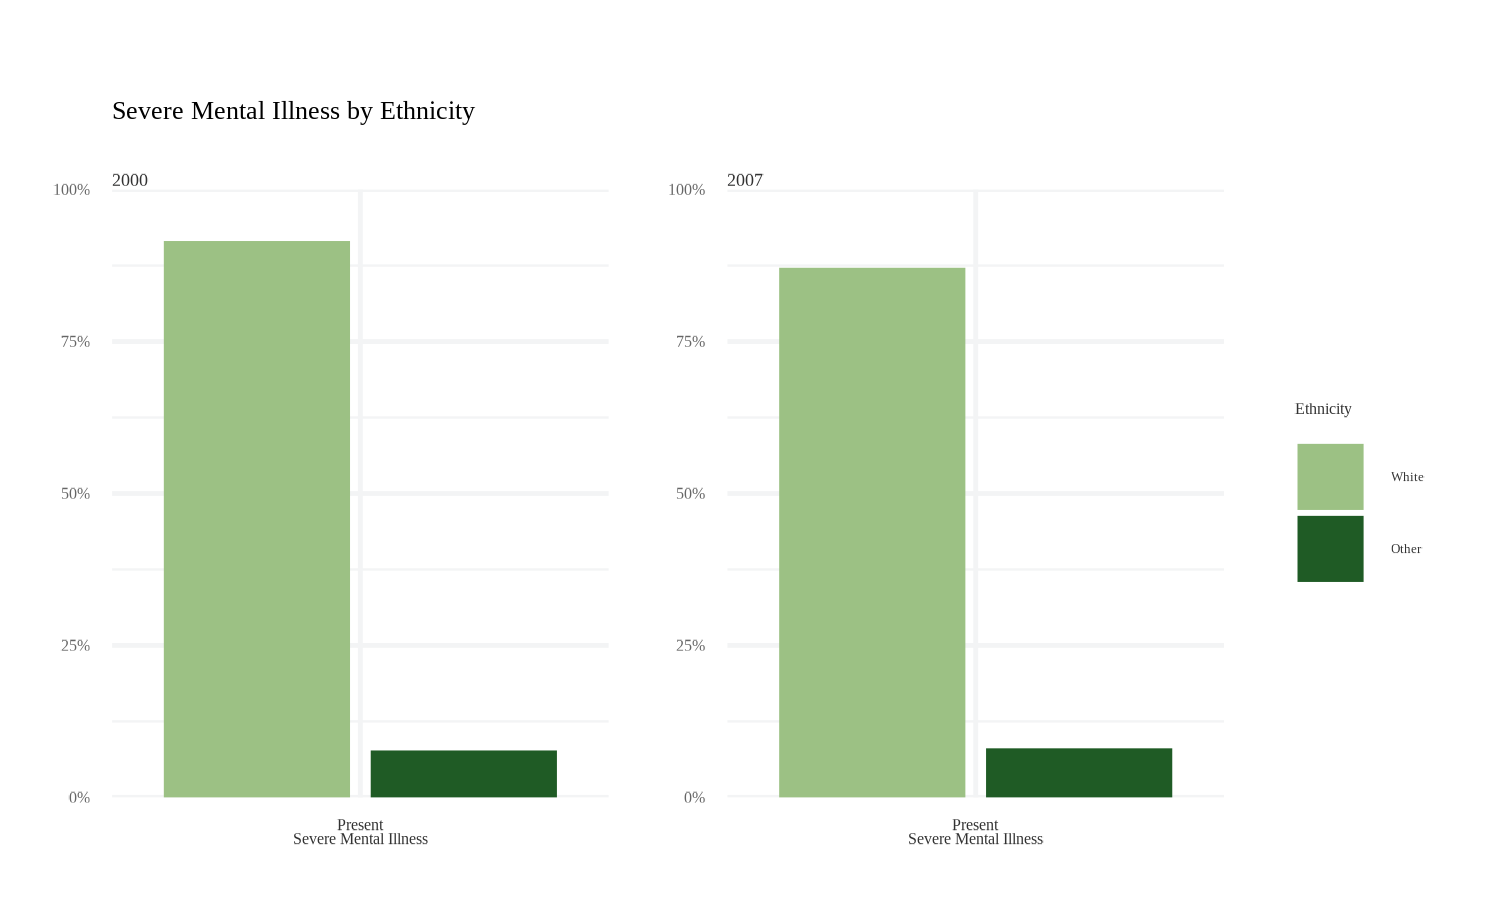 Severe Mental Illness by Ethnicity
2000
100%
75%
50%
25%
0%
Present
Severe Mental Illness
2007
100%
75%
50%
25%
0%
Present
Severe Mental Illness
Ethnicity
White
Other